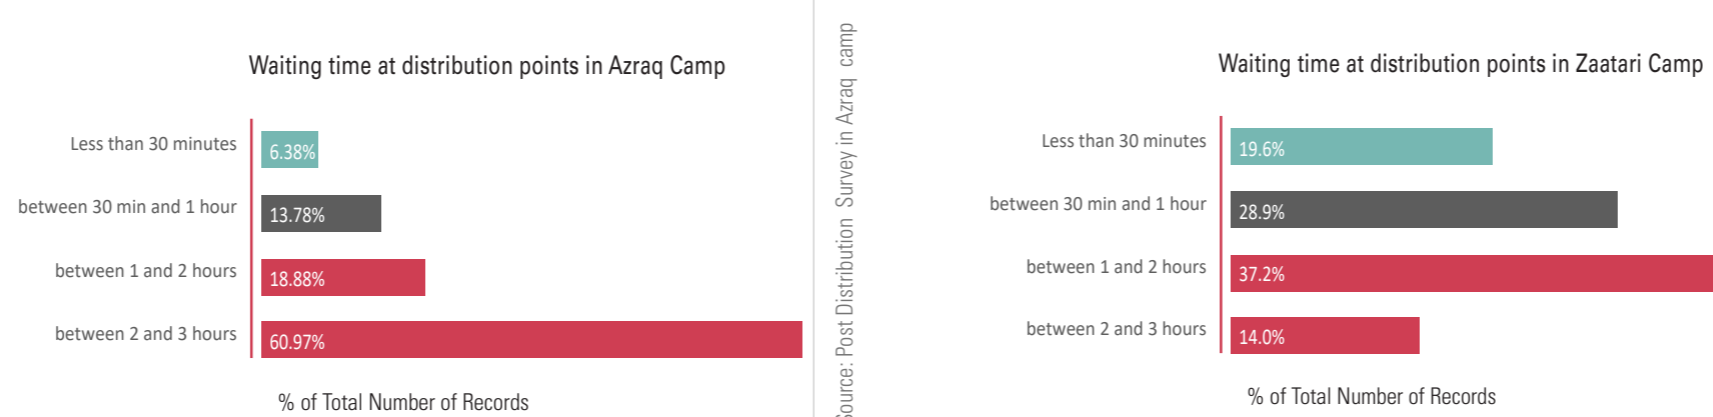 Waiting time at distribution points in Azraq Camp
Less than 30 minutes
6.38%
between 30 min and 1 hour
13.78%
between 1 and 2 hours
18.88%
between 2 and 3 hours
60.97%
% of Total Number of Records
Source: Post Distribution Survey in Azraq camp
Waiting time at distribution points in Zaatari Camp
Less than 30 minutes
19.6%
between 30 min and 1 hour
28.9%
between 1 and 2 hours
37.2%
between 2 and 3 hours
14.0%
% of Total Number of Records